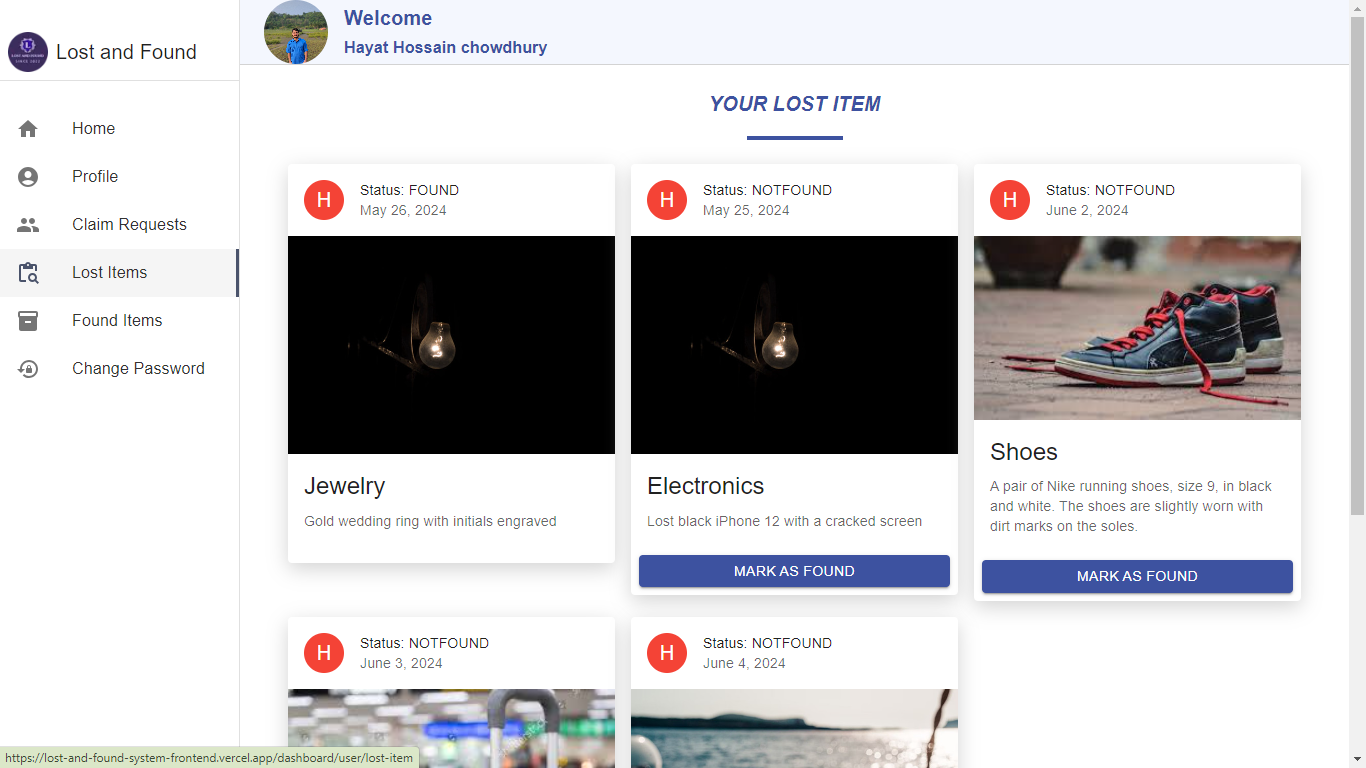 Lost and Found
Home
Profile
Claim Requests
Lost Items
Found Items
Change Password
Welcome
Hayat Hossain chowdhury
YOUR LOST ITEM
H
Status: FOUND
May 26, 2024
Jewelry
Gold wedding ring with initials engraved
H
Status: NOTFOUND
May 25, 2024
Electronics
Lost black iPhone 12 with a cracked screen
MARK AS FOUND
H
Status: NOTFOUND
June 2, 2024
Shoes
A pair of Nike running shoes, size 9, in black
and white. The shoes are slightly worn with
dirt marks on the soles.
MARK AS FOUND
H
Status: NOTFOUND
June 3, 2024
H
Status: NOTFOUND
June 4, 2024
https://lost-and-found-system-frontend.vercel.app/dashboard/user/lost-item